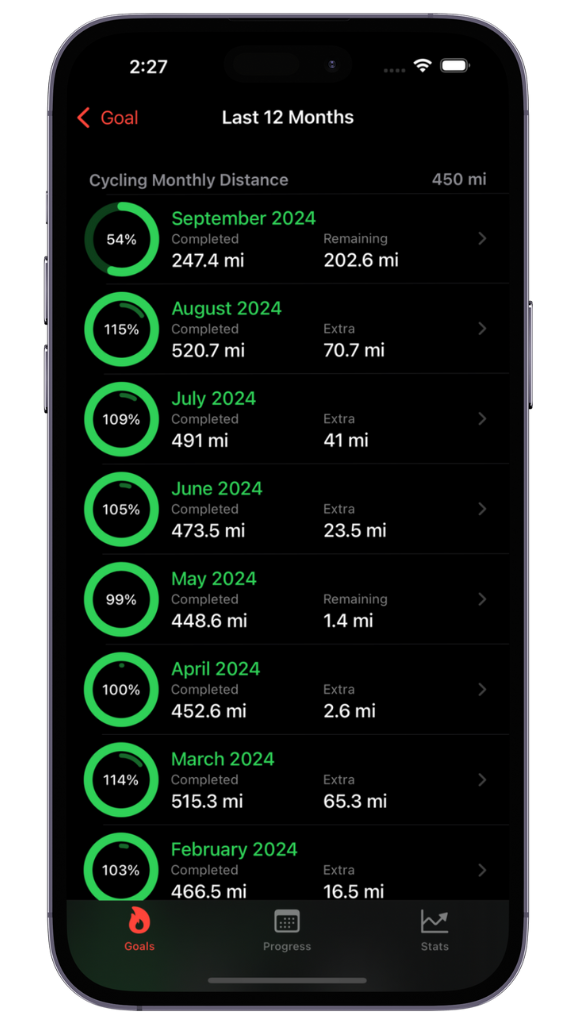 2:27
Goal
Last 12 Months
Cycling Monthly Distance 450 mi
September 2024
54%
Completed Remaining
247.4 mi 202.6 mi
August 2024
115%
Completed Extra
520.7 mi 70.7 mi
July 2024
109%
Completed Extra
491 mi 41 mi
June 2024
105%
Completed Extra
473.5 mi 23.5 mi
May 2024
99%
Completed Remaining
448.6 mi 1.4 mi
April 2024
100%
Completed Extra
452.6 mi 2.6 mi
March 2024
114%
Completed Extra
515.3 mi 65.3 mi
February 2024
103%
Completed Extra
466.5 mi 16.5 mi
Goals Progress Stats